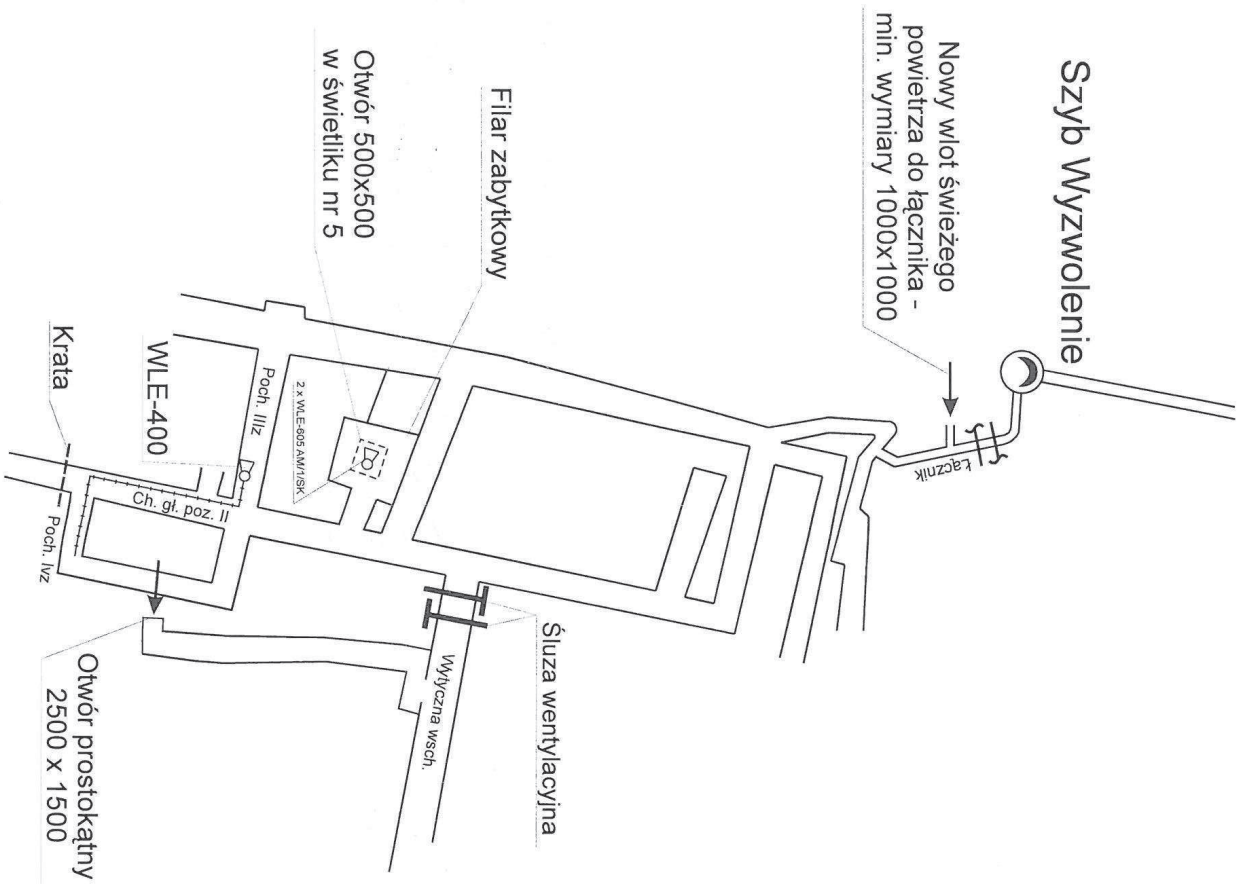 Szyb Wyzwolenie
Nowy wlot świeżego
powietrza do łącznika -
min. wymiary 1000x1000
Łącznik
Filar zabytkowy
Otwór 500x500
w świetliku nr 5
2 x WLE-605 AM/1/SK
Poch. IIIz
WLE-400
Krata
Ch. gł. poz. II
Poch. Ivz
Śluza wentylacyjna
Wytyczna wsch.
Otwór prostokątny
2500 x 1500